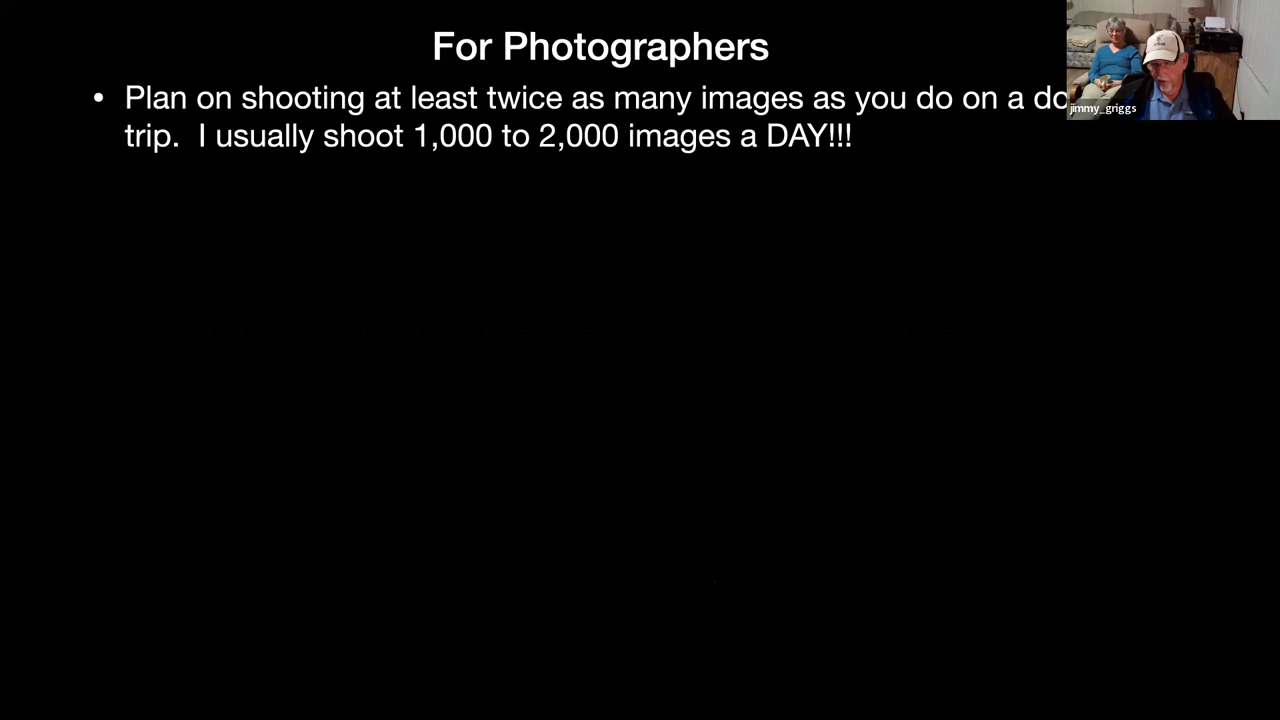 For Photographers
• Plan on shooting at least twice as many images as you do on a
trip.  I usually shoot 1,000 to 2,000 images a DAY!!!
jimmy_griggs